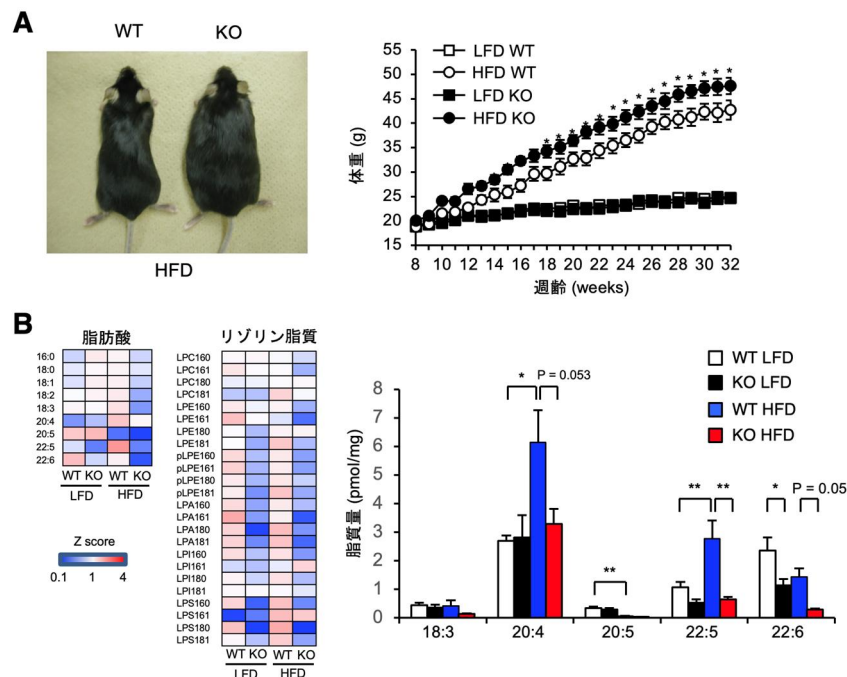 A
WT KO
HFD
LFD WT
HFD WT
LFD KO
HFD KO
55
50
45
40
35
30
25
20
15
体重 (g)
* * * * * * * * * * * * * * *
8 10 12 14 16 18 20 22 24 26 28 30 32
週齢 (weeks)
B
脂肪酸
16:0
18:0
18:1
18:2
18:3
20:4
20:5
22:5
22:6
WT KO WT KO
LFD HFD
Z score
0.1 1 4
リゾリン脂質
LPC160
LPC161
LPC180
LPC181
LPE160
LPE161
LPE180
LPE181
pLPE160
pLPE161
pLPE180
pLPE181
LPA160
LPA161
LPA180
LPA181
LPI160
LPI161
LPI180
LPI181
LPS160
LPS161
LPS180
LPS181
WT KO WT KO
LFD HFD
WT LFD
KO LFD
WT HFD
KO HFD
脂質量 (pmol/mg)
8
7
6
5
4
3
2
1
0
* P = 0.053
**
** **
* P = 0.05
18:3 20:4 20:5 22:5 22:6